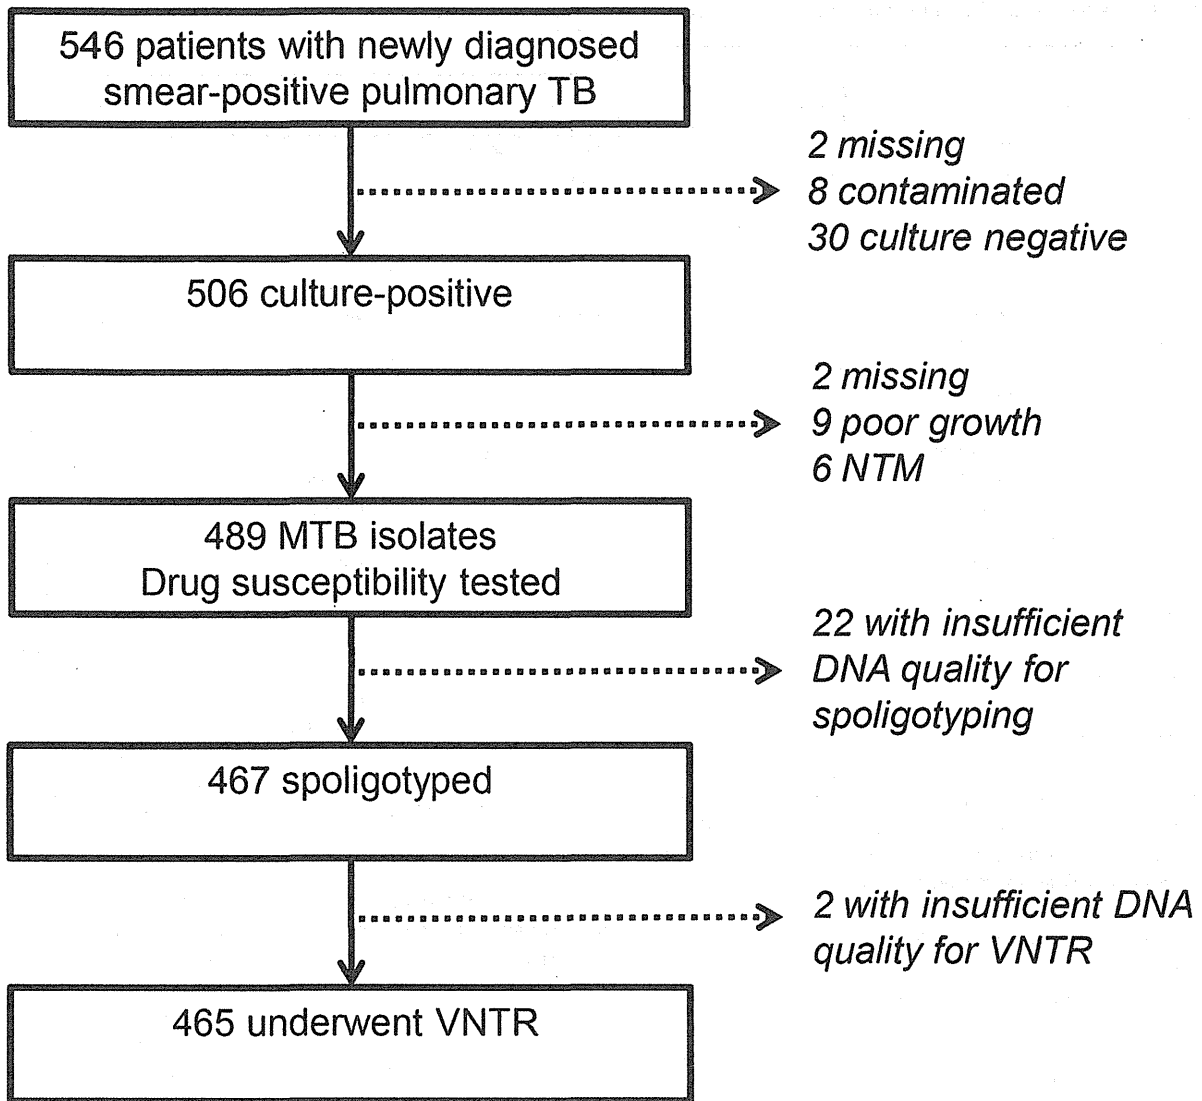 546 patients with newly diagnosed
smear-positive pulmonary TB
2 missing
8 contaminated
30 culture negative
506 culture-positive
2 missing
9 poor growth
6 NTM
489 MTB isolates
Drug susceptibility tested
22 with insufficient
DNA quality for
spoligotyping
467 spoligotyped
2 with insufficient DNA
quality for VNTR
465 underwent VNTR